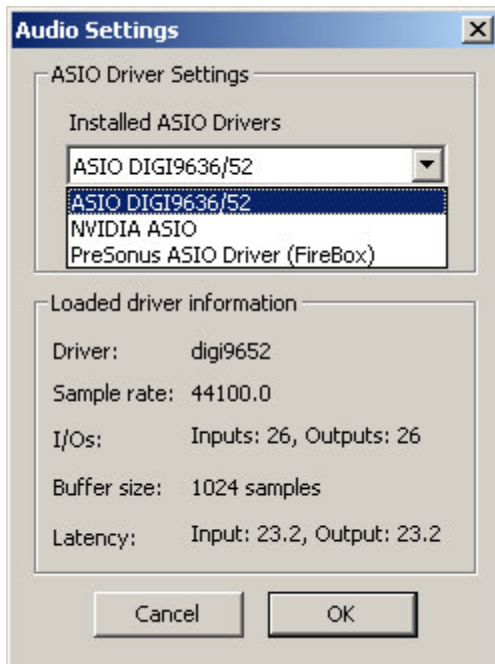 Audio Settings
ASIO Driver Settings
Installed ASIO Drivers
ASIO DIGI9636/52
ASIO DIGI9636/52
NVIDIA ASIO
PreSonus ASIO Driver (FireBox)
Loaded driver information
Driver: digi9652
Sample rate: 44100.0
I/Os: Inputs: 26, Outputs: 26
Buffer size: 1024 samples
Latency: Input: 23.2, Output: 23.2
Cancel OK